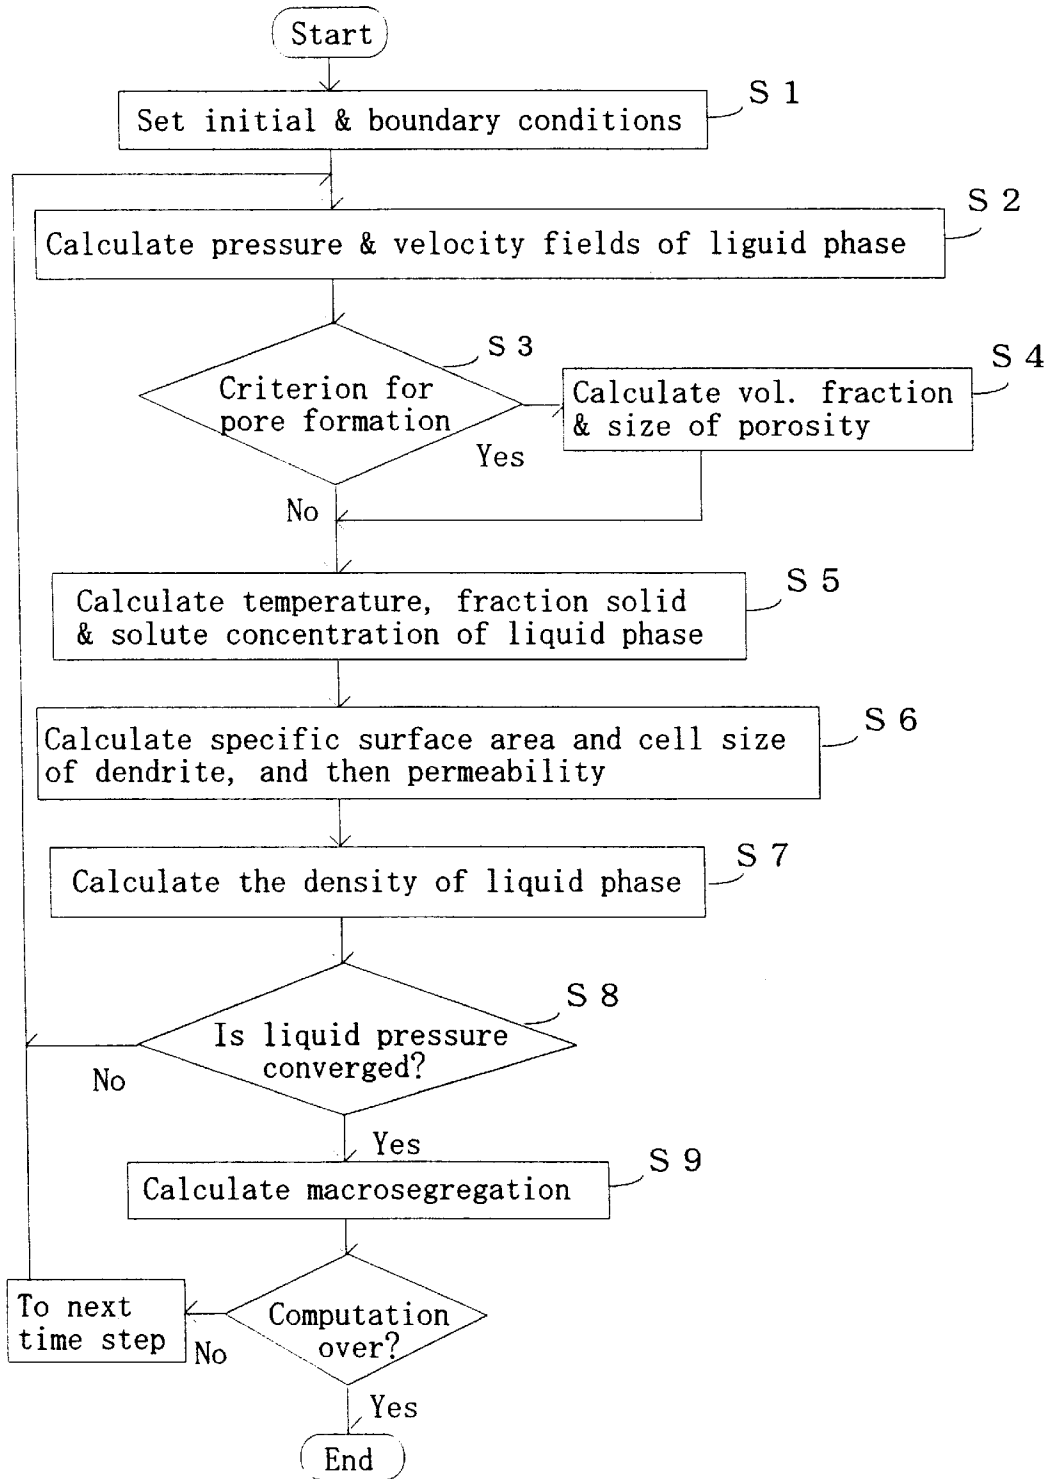 Start
S 1
Set initial & boundary conditions
S 2
Calculate pressure & velocity fields of liguid phase
S 3
Criterion for
pore formation
S 4
Calculate vol. fraction
& size of porosity
Yes
No
S 5
Calculate temperature, fraction solid
& solute concentration of liquid phase
S 6
Calculate specific surface area and cell size
of dendrite, and then permeability
S 7
Calculate the density of liquid phase
S 8
Is liquid pressure
converged?
No
Yes
S 9
Calculate macrosegregation
To next
time step
Computation
over?
No
Yes
End